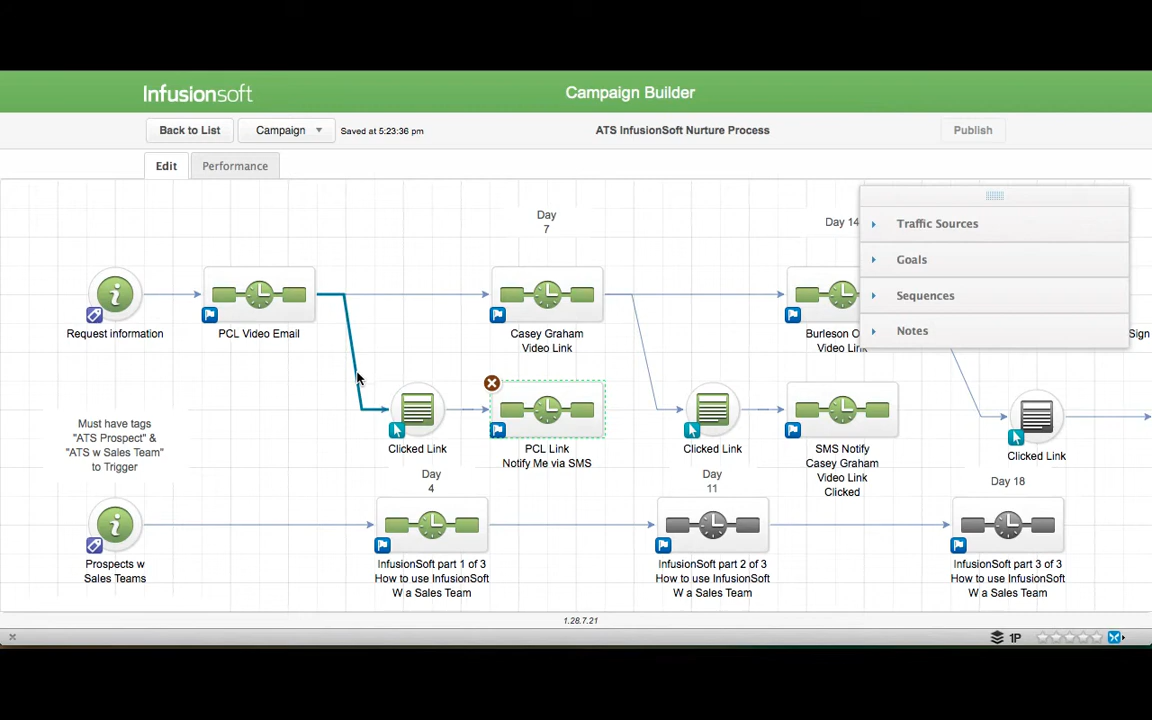 Infusionsoft
Campaign Builder
Back to List
Campaign
Saved at 5:23:36 pm
ATS InfusionSoft Nurture Process
Publish
Edit
Performance
Day
7
Day 14
Traffic Sources
Goals
Sequences
Notes
Request information
PCL Video Email
Casey Graham
Video Link
Burleson
Video Link
Sign
Must have tags
"ATS Prospect" &
"ATS w Sales Team"
to Trigger
Clicked Link
PCL Link
Notify Me via SMS
Clicked Link
SMS Notify
Casey Graham
Video Link
Clicked
Clicked Link
Day
4
Day
11
Day 18
Prospects w
Sales Teams
InfusionSoft part 1 of 3
How to use InfusionSoft
W a Sales Team
InfusionSoft part 2 of 3
How to use InfusionSoft
W a Sales Team
InfusionSoft part 3 of 3
How to use InfusionSoft
W a Sales Team
1.28.7.21
1P